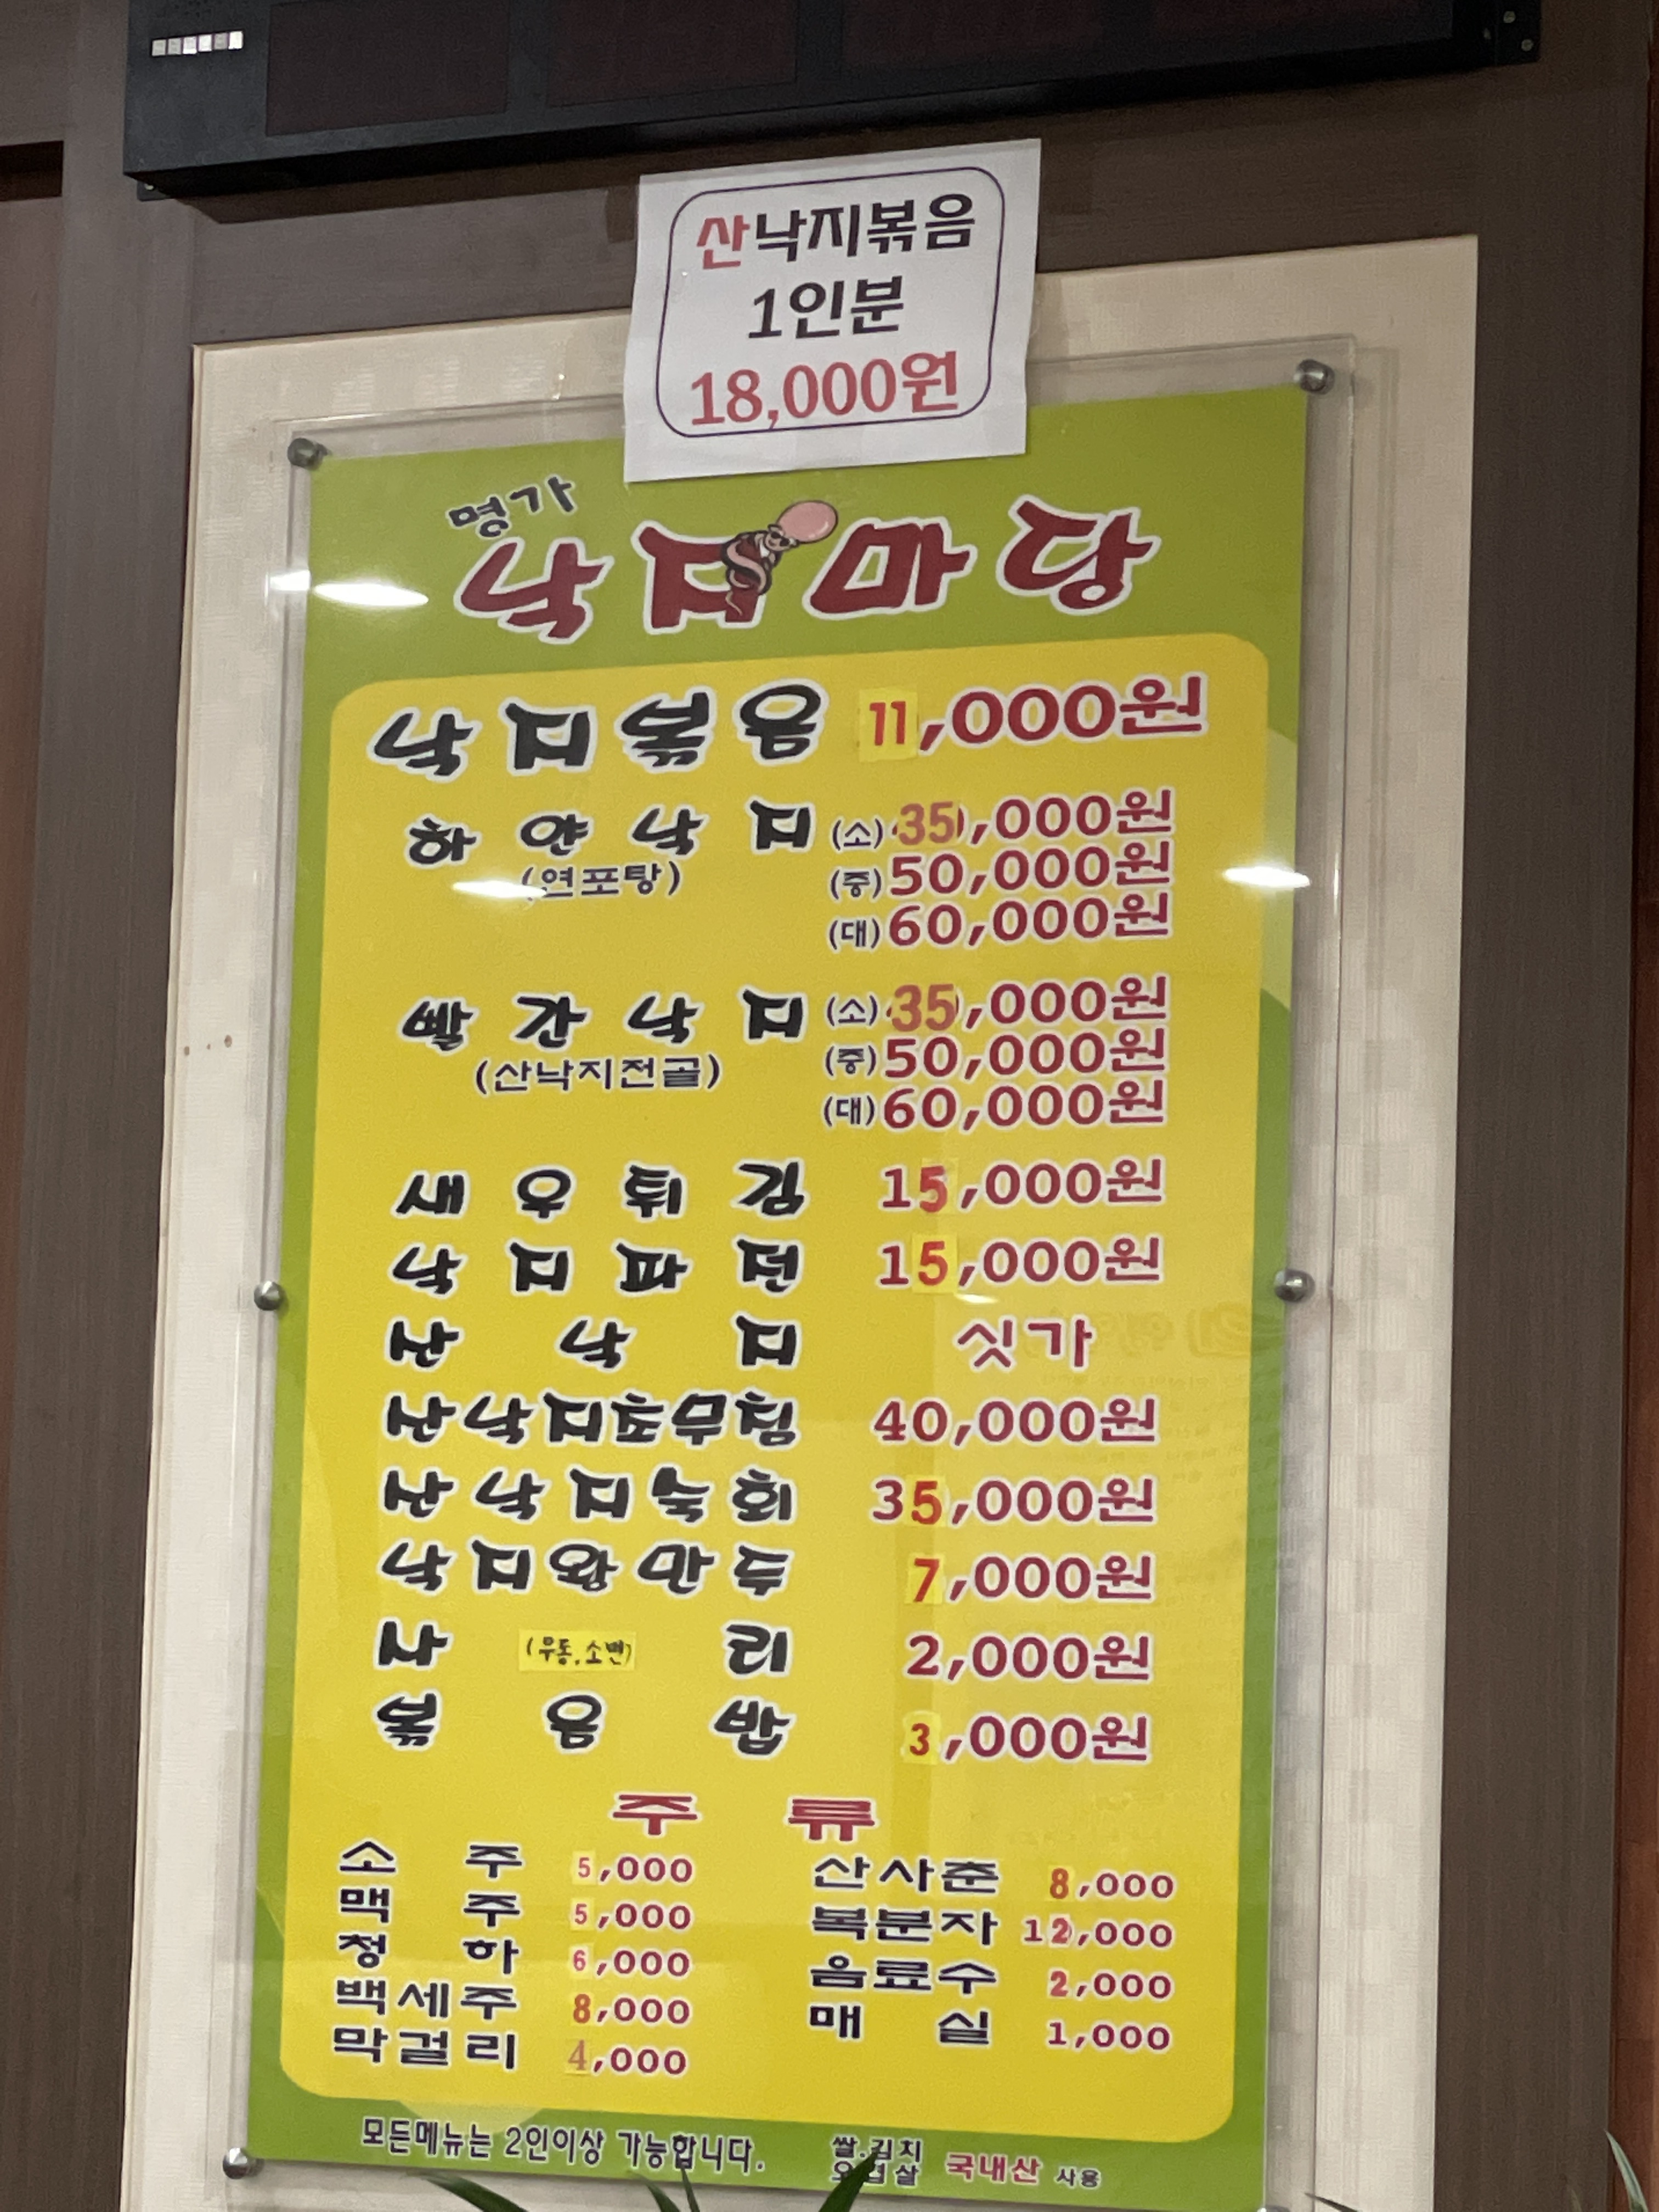 산낙지볶음
1인분
18,000원
명가
낙지마당
낙지볶음 11,000원
하얀낙지 (소) 35,000원
(연포탕) (중) 50,000원
(대) 60,000원
빨간낙지 (소) 35,000원
(산낙지전골) (중) 50,000원
(대) 60,000원
새우튀김 15,000원
낙지파전 15,000원
산낙지 싯가
산낙지초무침 40,000원
산낙지숙회 35,000원
낙지왕만두 7,000원
사리 (우동,소면) 2,000원
볶음밥 3,000원
주류
소주 5,000
맥주 5,000
청하 6,000
백세주 8,000
막걸리 4,000
산사춘 8,000
복분자 12,000
음료수 2,000
매실 1,000
모든메뉴는 2인이상 가능합니다.
쌀.김치
오겹살 국내산 사용